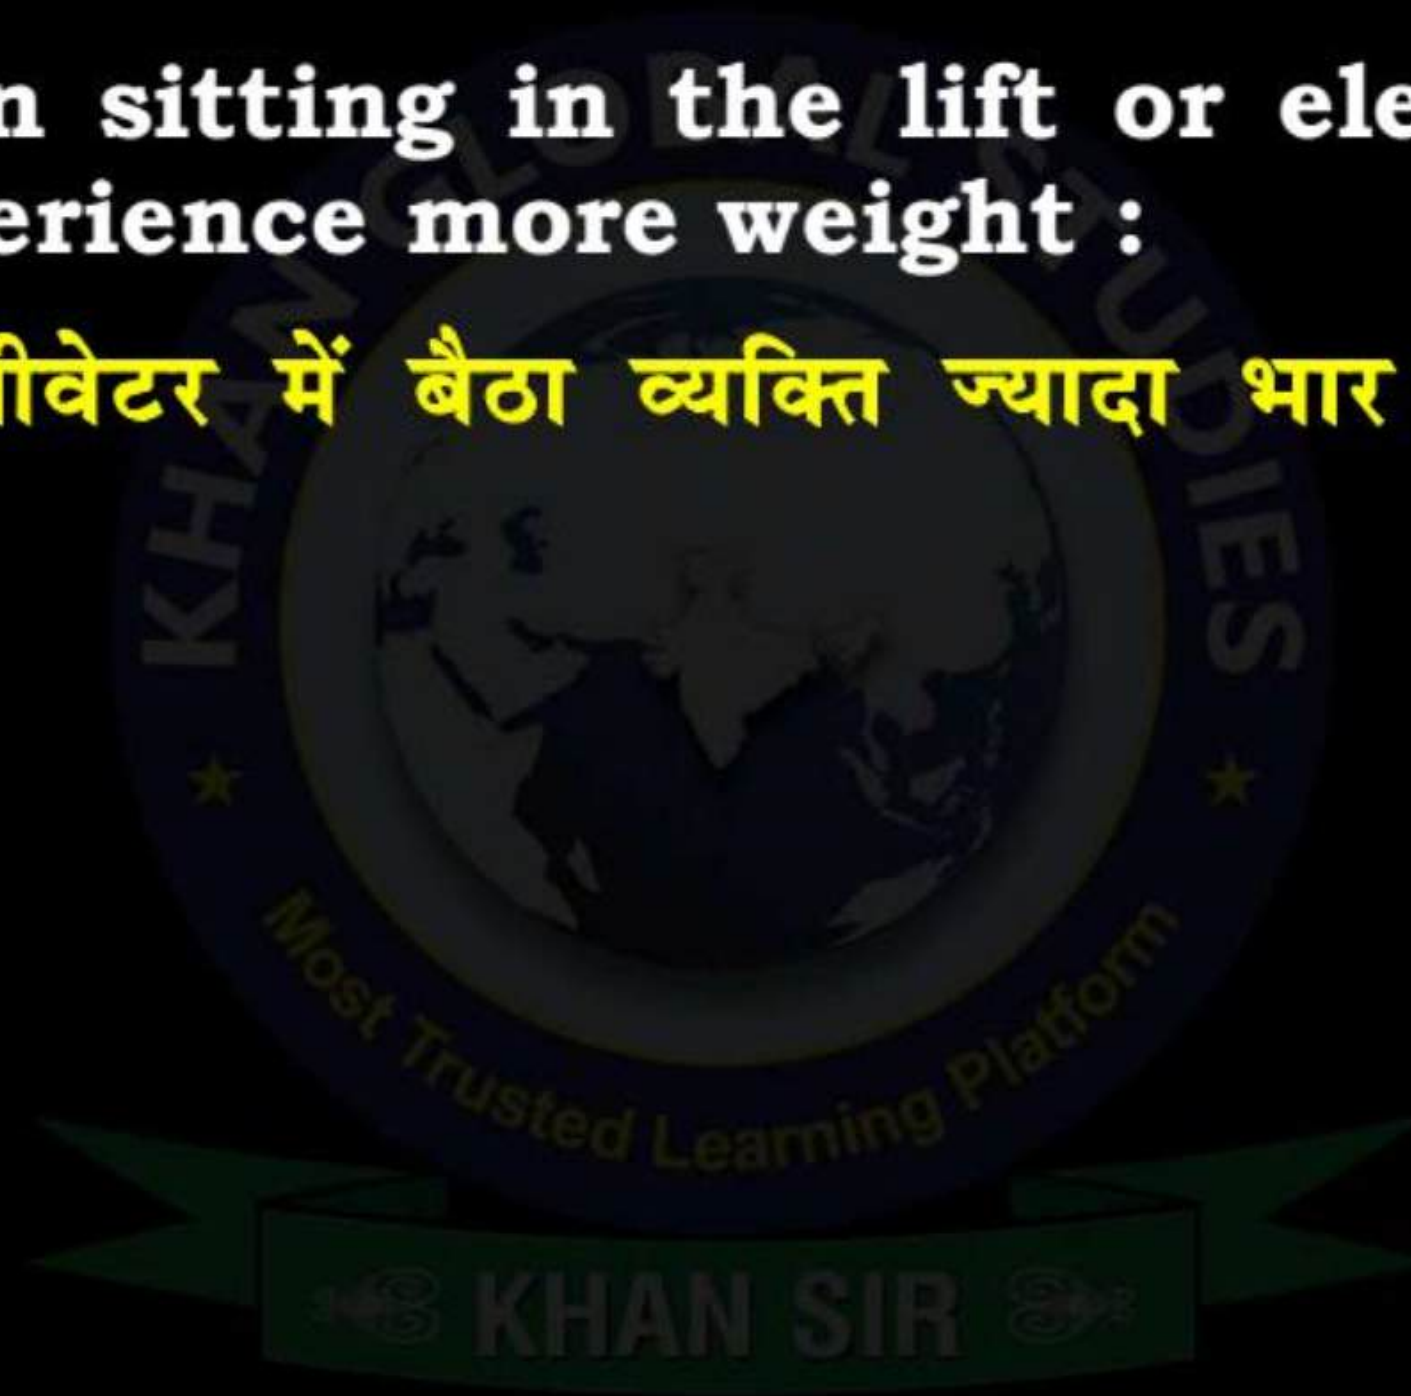 n sitting in the lift or ele
erience more weight :
ीवेटर में बैठा व्यक्ति ज्यादा भार
KHAN GLOBAL STUDIES
Most Trusted Learning Platform
KHAN SIR